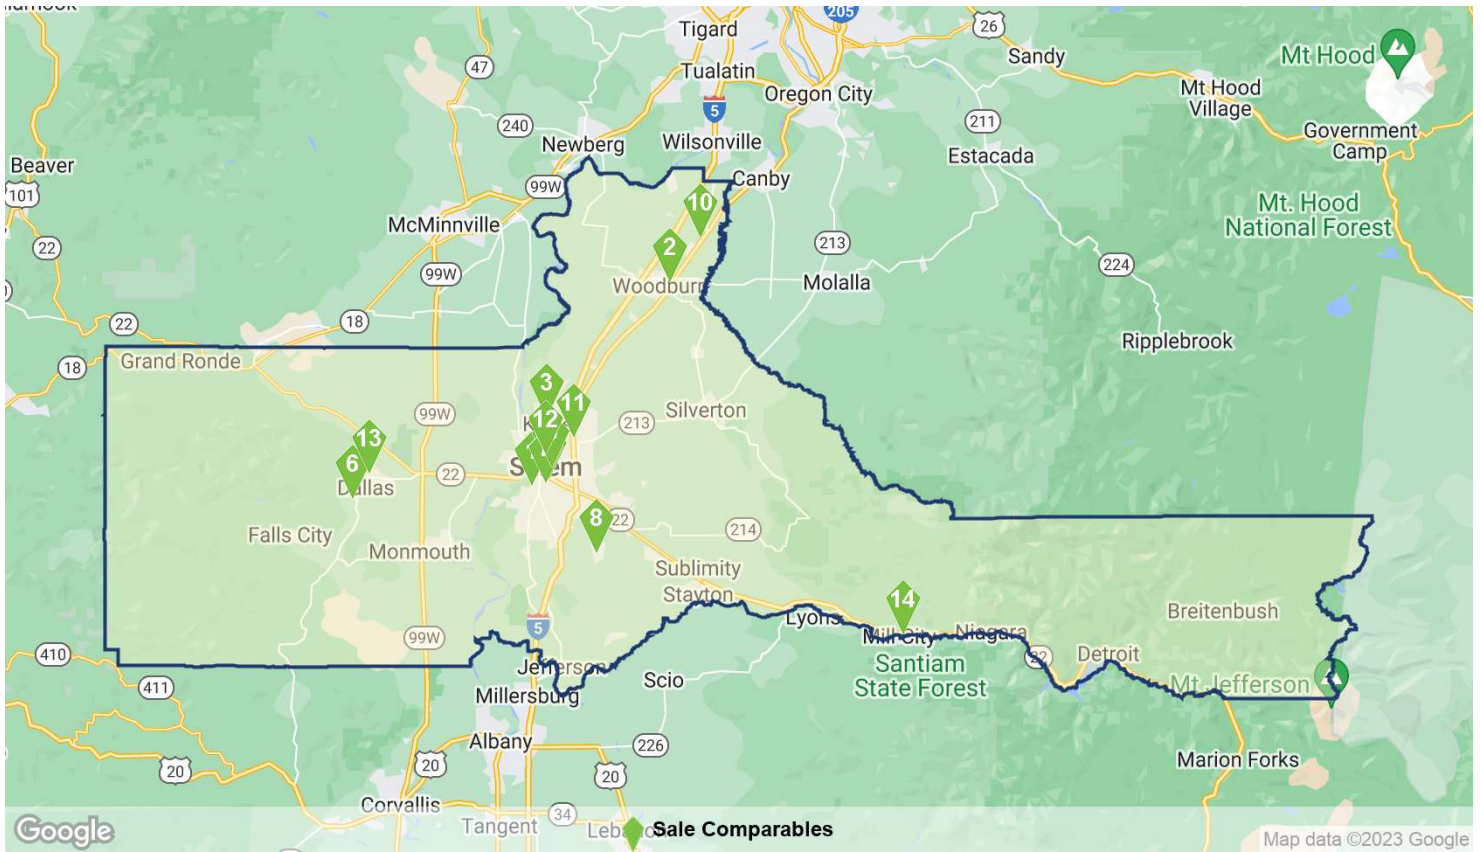 205
Tigard
26
Sandy
Mt Hood
47
Tualatin
Oregon City
Mt Hood
Village
5
211
240
Government
Camp
Newberg
Wilsonville
Estacada
Beaver
Canby
99W
101
10
Mt. Hood
National Forest
McMinnville
213
22
2
224
99W
Woodburn
Molalla
22
18
Ripplebrook
Grand Ronde
18
3
11
99W
12
213
Silverton
13
6
22
Dallas
8
22
214
Falls City
Monmouth
Sublimity
Stayton
14
Breitenbush
Lyons
5
99W
Mill City
Niagara
22
Detroit
410
Jefferson
Santiam
State Forest
Scio
411
Millersburg
Mt. Jefferson
Albany
226
Marion Forks
20
20
20
Corvallis
34
Tangent
Google
Sale Comparables
Map data ©2023 Google